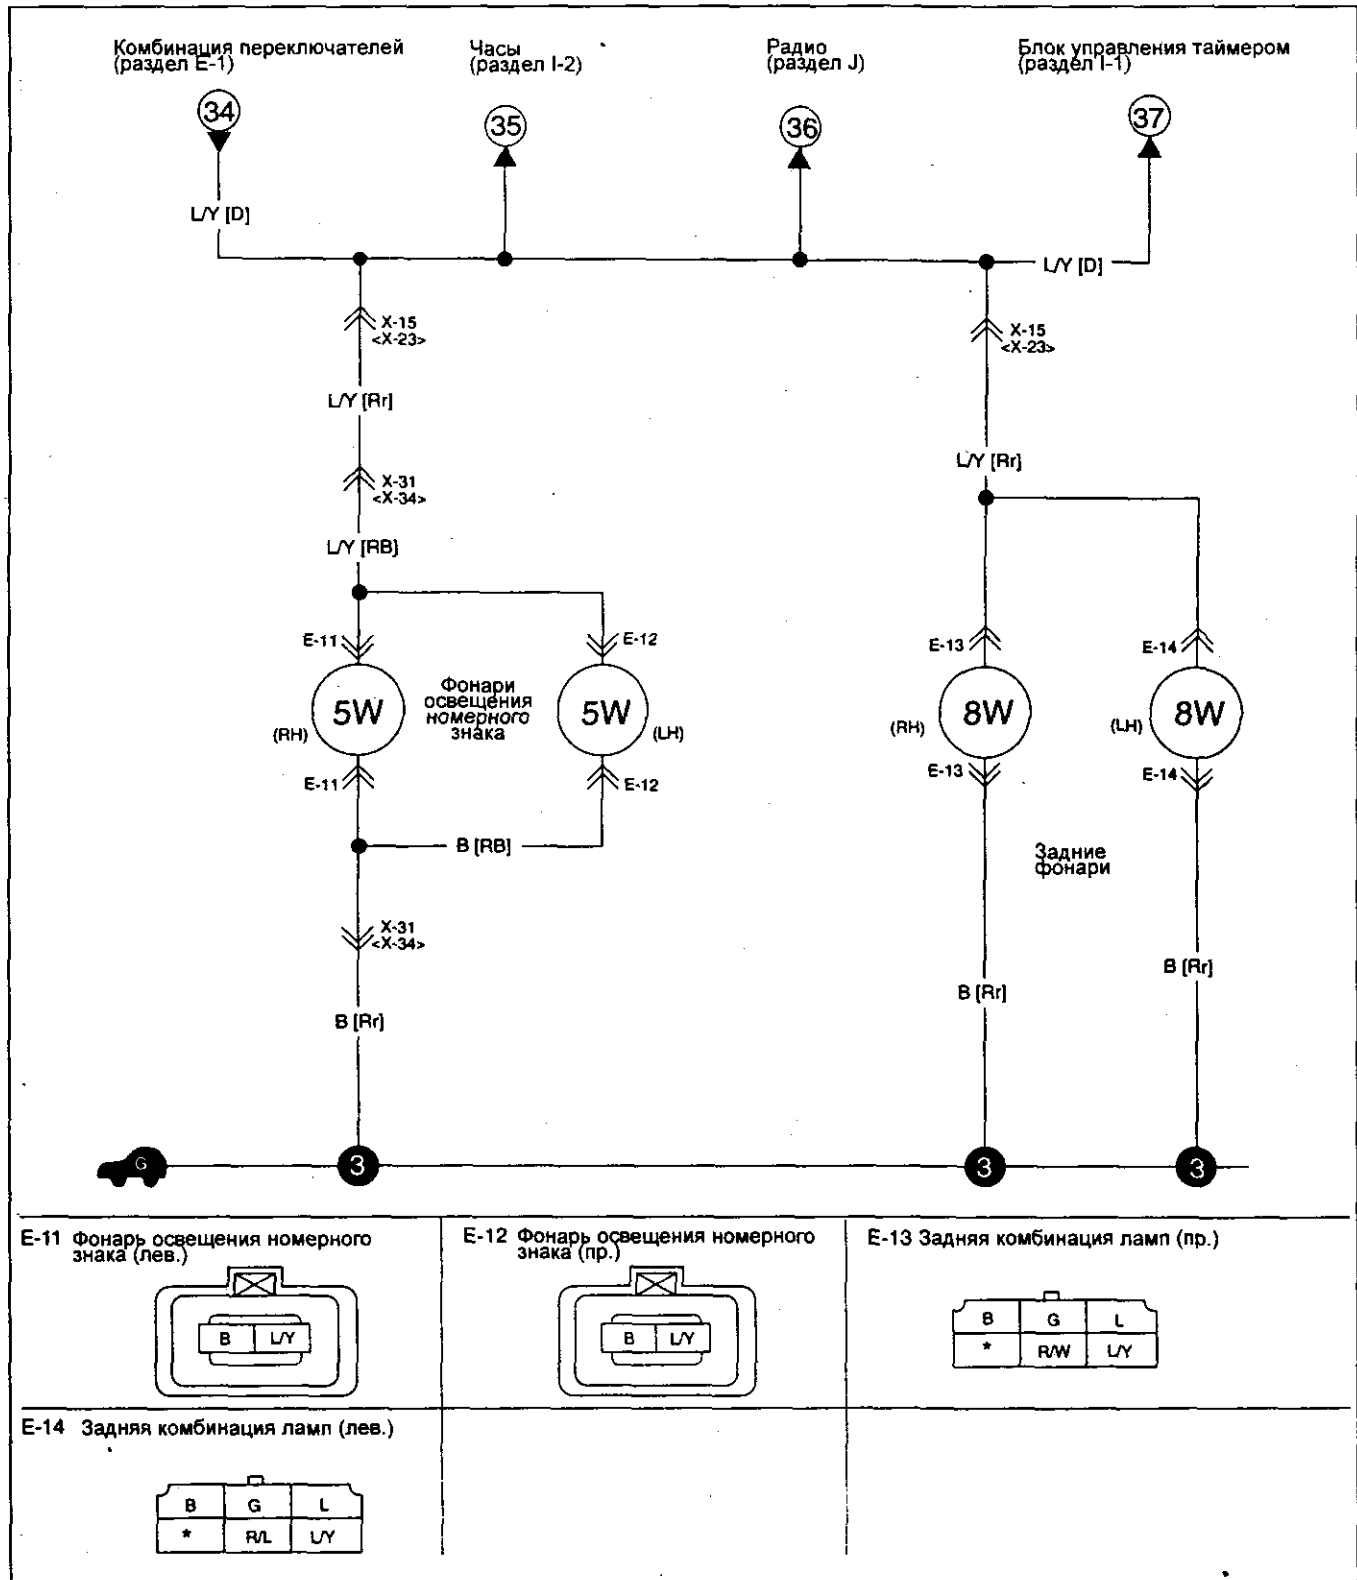 Комбинация переключателей
(раздел E-1)
Часы
(раздел I-2)
Радио
(раздел J)
Блок управления таймером
(раздел I-1)
34
35
36
37
L/Y [D]
L/Y [D]
X-15
<X-23>
X-15
<X-23>
L/Y [Rr]
L/Y [Rr]
X-31
<X-34>
L/Y [RB]
E-11
E-12
E-13
E-14
5W
Фонари
освещения
номерного
знака
5W
8W
8W
(RH)
(LH)
(RH)
(LH)
E-11
E-12
E-13
E-14
B [RB]
Задние
фонари
X-31
<X-34>
B [Rr]
B [Rr]
B [Rr]
G
3
3
3
E-11 Фонарь освещения номерного
знака (лев.)
B L/Y
E-12 Фонарь освещения номерного
знака (пр.)
B L/Y
E-13 Задняя комбинация ламп (пр.)
B G L
* R/W L/Y
E-14 Задняя комбинация ламп (лев.)
B G L
* R/L L/Y